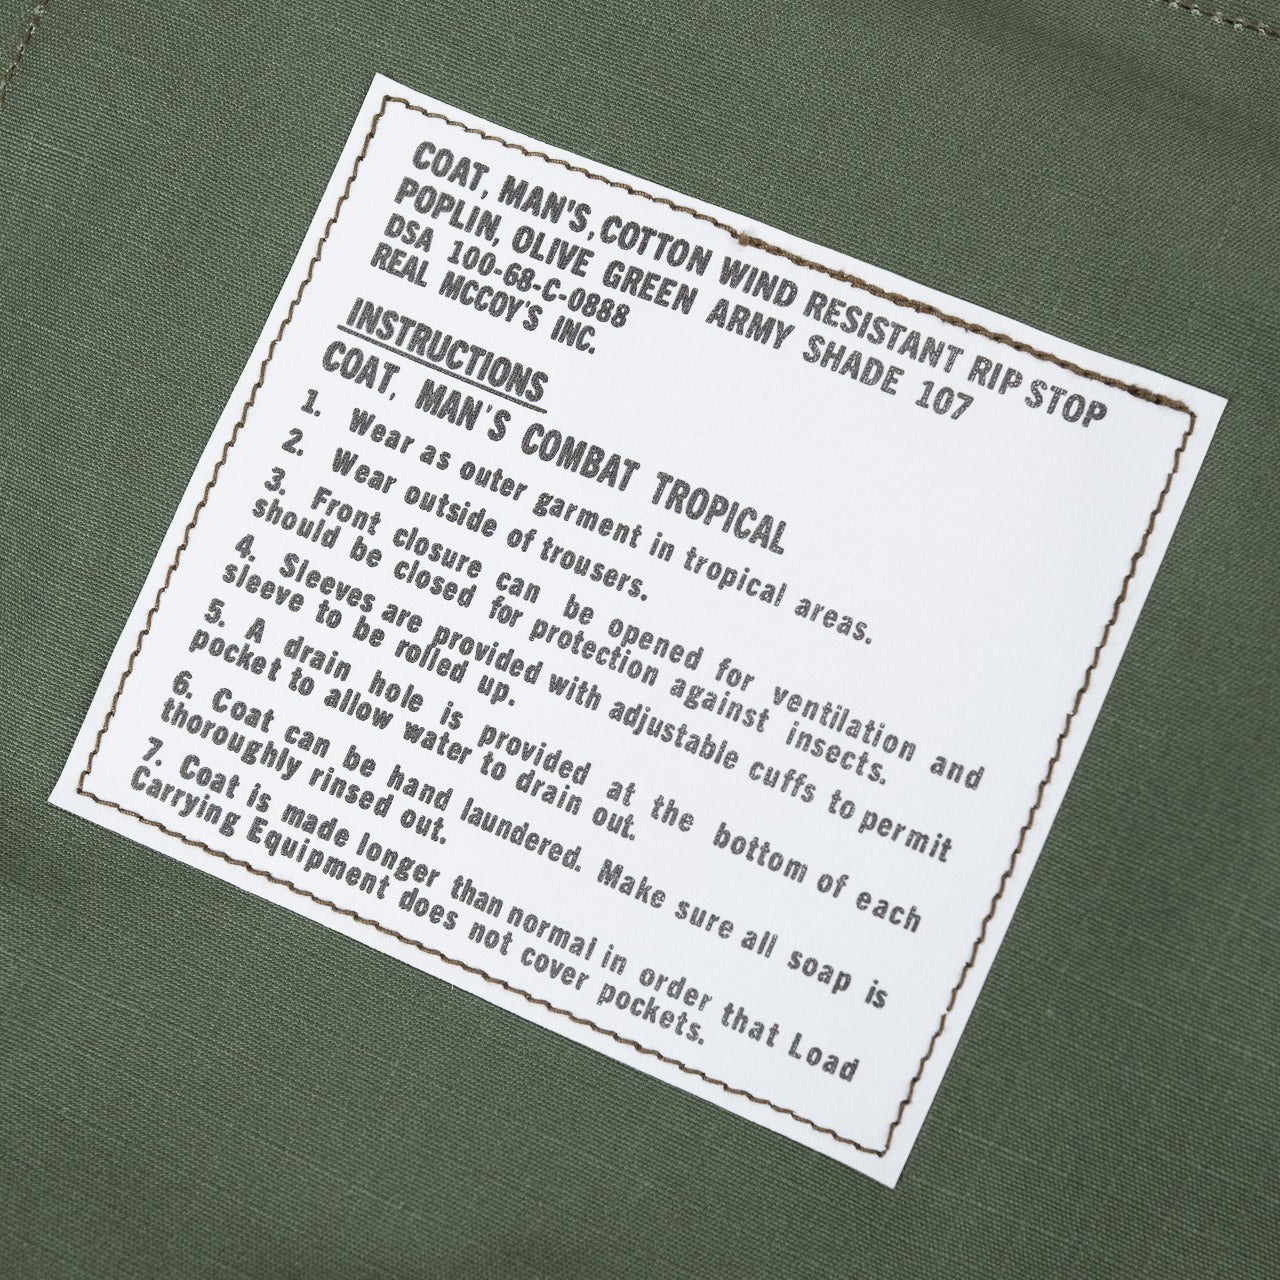 COAT, MAN'S, COTTON WIND RESISTANT RIP STOP
POPLIN, OLIVE GREEN ARMY SHADE 107
DSA 100-68-C-0888
REAL MCCOY'S INC.
INSTRUCTIONS
COAT, MAN'S COMBAT TROPICAL
1. Wear as outer garment in tropical areas.
2. Wear outside of trousers.
3. Front closure can be opened for ventilation and
should be closed for protection against insects.
4. Sleeves are provided with adjustable cuffs to permit
sleeve to be rolled up.
5. A drain hole is provided at the bottom of each
pocket to allow water to drain out.
6. Coat can be hand laundered. Make sure all soap is
thoroughly rinsed out.
7. Coat is made longer than normal in order that Load
Carrying Equipment does not cover pockets.